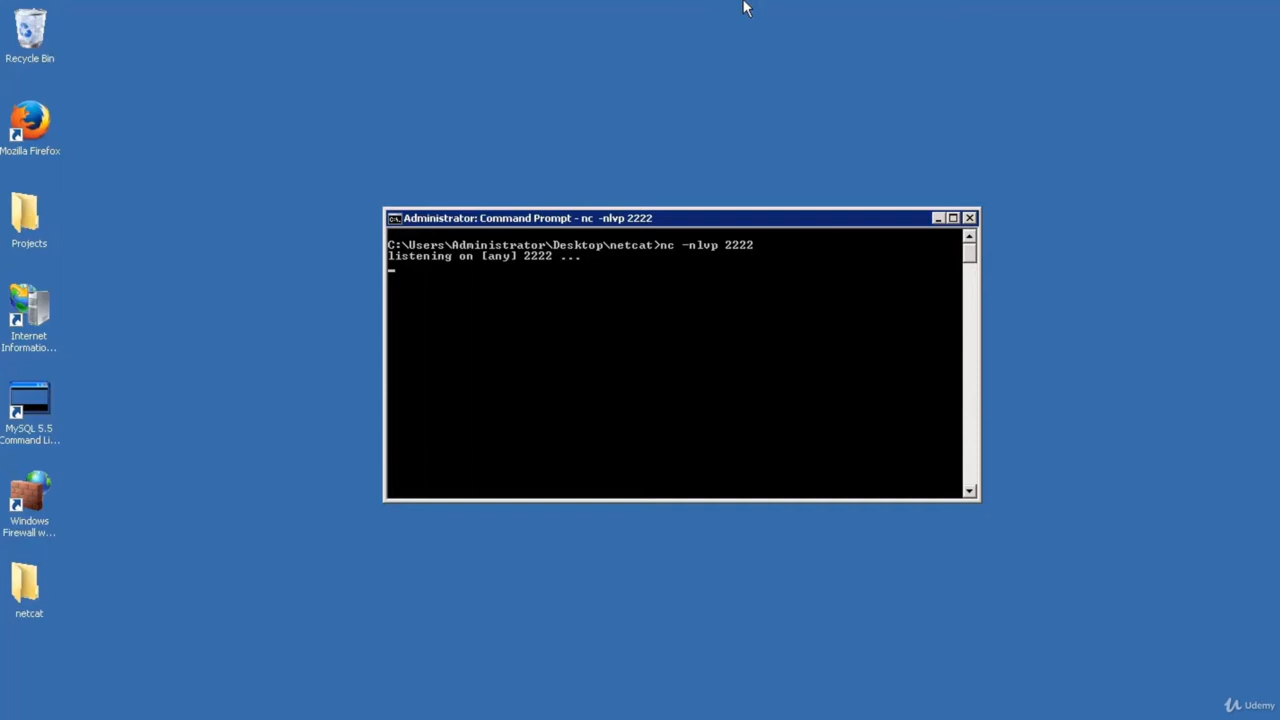 Recycle Bin
Mozilla Firefox
Projects
Internet
Informatio...
MySQL 5.5
Command Li...
Windows
Firewall w...
netcat
Administrator: Command Prompt - nc -nlvp 2222
C:\Users\Administrator\Desktop\netcat>nc -nlvp 2222
listening on [any] 2222 ...
Udemy